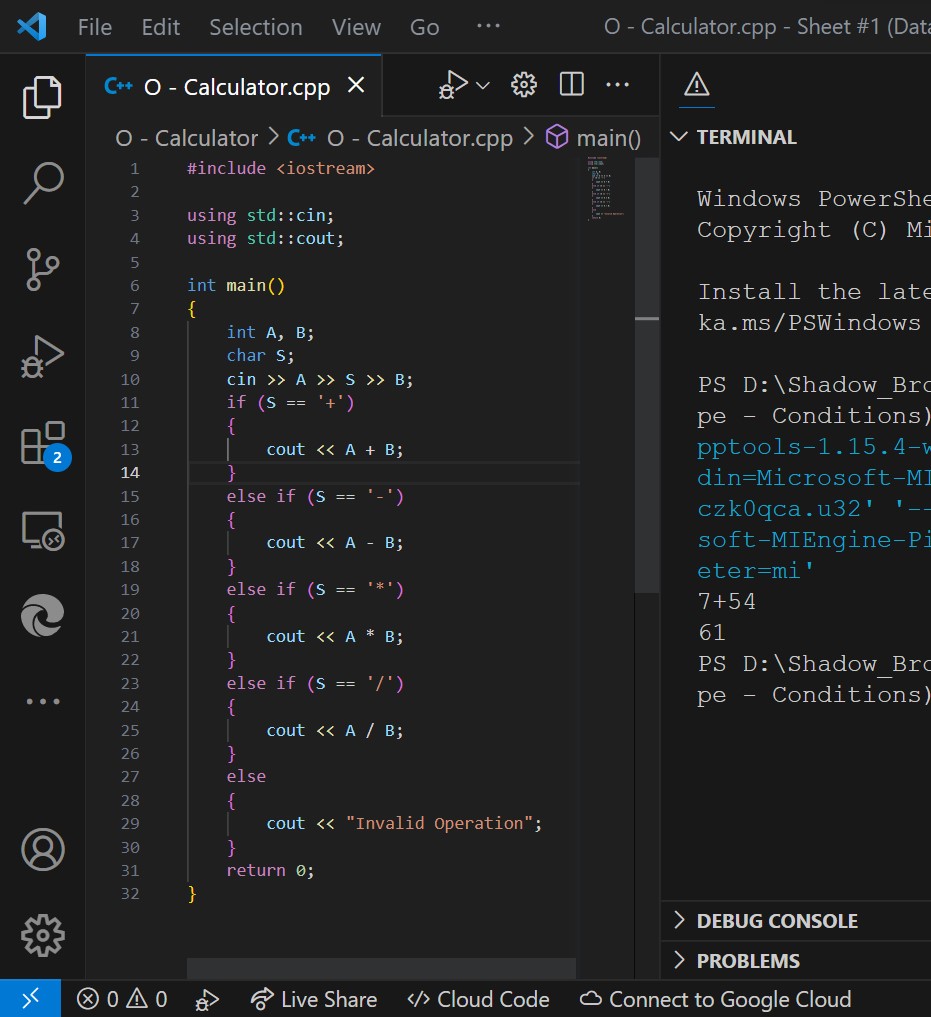 File Edit Selection View Go ··· O - Calculator.cpp - Sheet #1 (Data
C++ O - Calculator.cpp
O - Calculator > C++ O - Calculator.cpp > main()
1 #include <iostream>
2
3 using std::cin;
4 using std::cout;
5
6 int main()
7 {
8 int A, B;
9 char S;
10 cin >> A >> S >> B;
11 if (S == '+')
12 {
13 cout << A + B;
14 }
15 else if (S == '-')
16 {
17 cout << A - B;
18 }
19 else if (S == '*')
20 {
21 cout << A * B;
22 }
23 else if (S == '/')
24 {
25 cout << A / B;
26 }
27 else
28 {
29 cout << "Invalid Operation";
30 }
31 return 0;
32 }
2
TERMINAL
Windows PowerShe
Copyright (C) Mi
Install the late
ka.ms/PSWindows
PS D:\Shadow_Bro
pe - Conditions)
pptools-1.15.4-w
din=Microsoft-MI
czk0qca.u32' '--
soft-MIEngine-Pi
eter=mi'
7+54
61
PS D:\Shadow_Bro
pe - Conditions)
DEBUG CONSOLE
PROBLEMS
0 0 Live Share </> Cloud Code Connect to Google Cloud